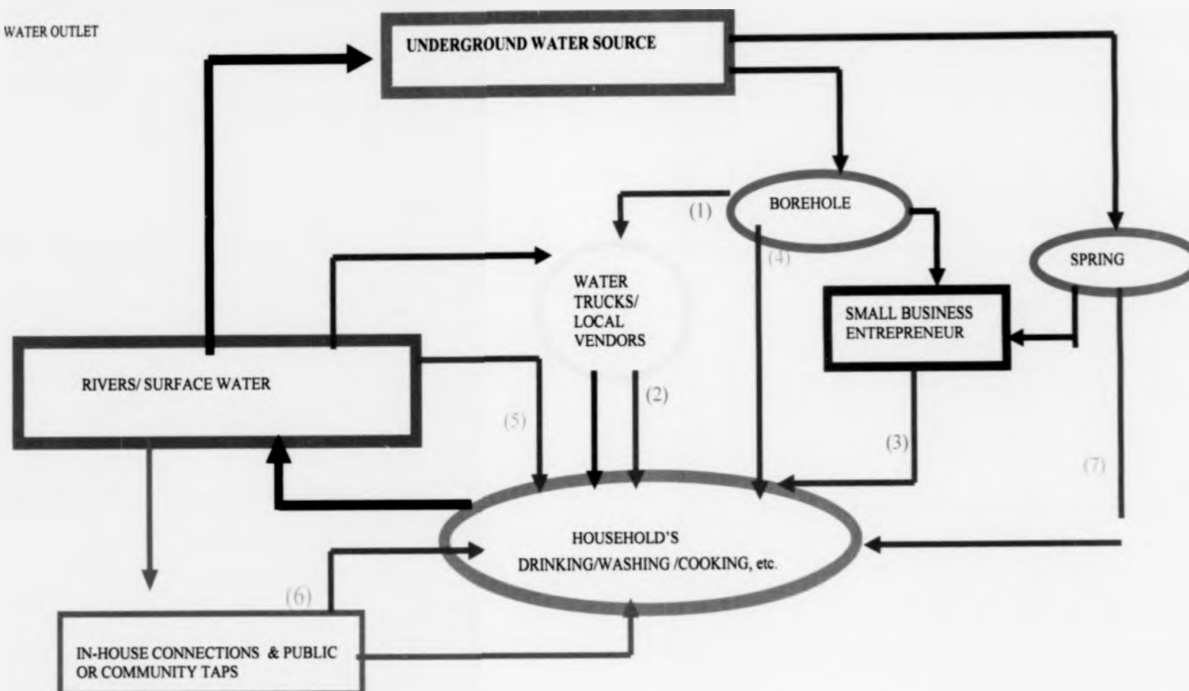 WATER OUTLET
UNDERGROUND WATER SOURCE
BOREHOLE
(1)
(4)
SPRING
WATER
TRUCKS/
LOCAL
VENDORS
SMALL BUSINESS
ENTREPRENEUR
RIVERS/ SURFACE WATER
(2)
(5)
(3)
(7)
HOUSEHOLD'S
DRINKING/WASHING /COOKING, etc.
(6)
IN-HOUSE CONNECTIONS & PUBLIC
OR COMMUNITY TAPS